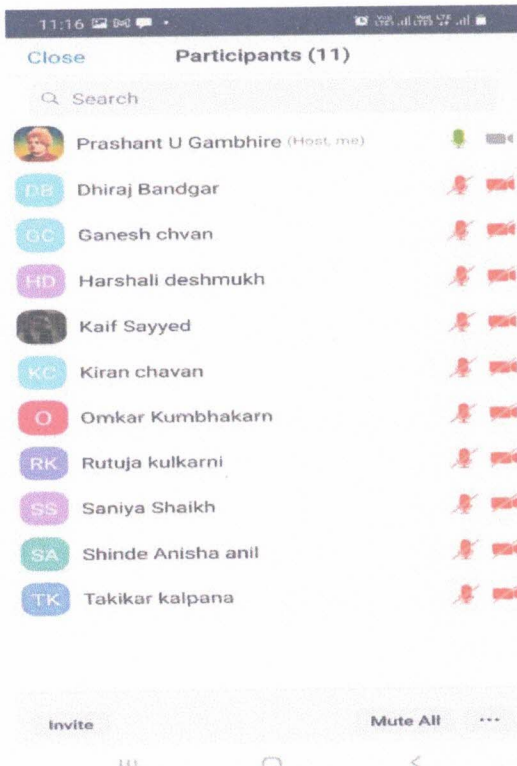 11:16
Close Participants (11)
Search
Prashant U Gambhire (Host, me)
DB Dhiraj Bandgar
GC Ganesh chvan
HD Harshali deshmukh
Kaif Sayyed
KC Kiran chavan
O Omkar Kumbhakarn
RK Rutuja kulkarni
SS Saniya Shaikh
SA Shinde Anisha anil
TK Takikar kalpana
Invite Mute All ...